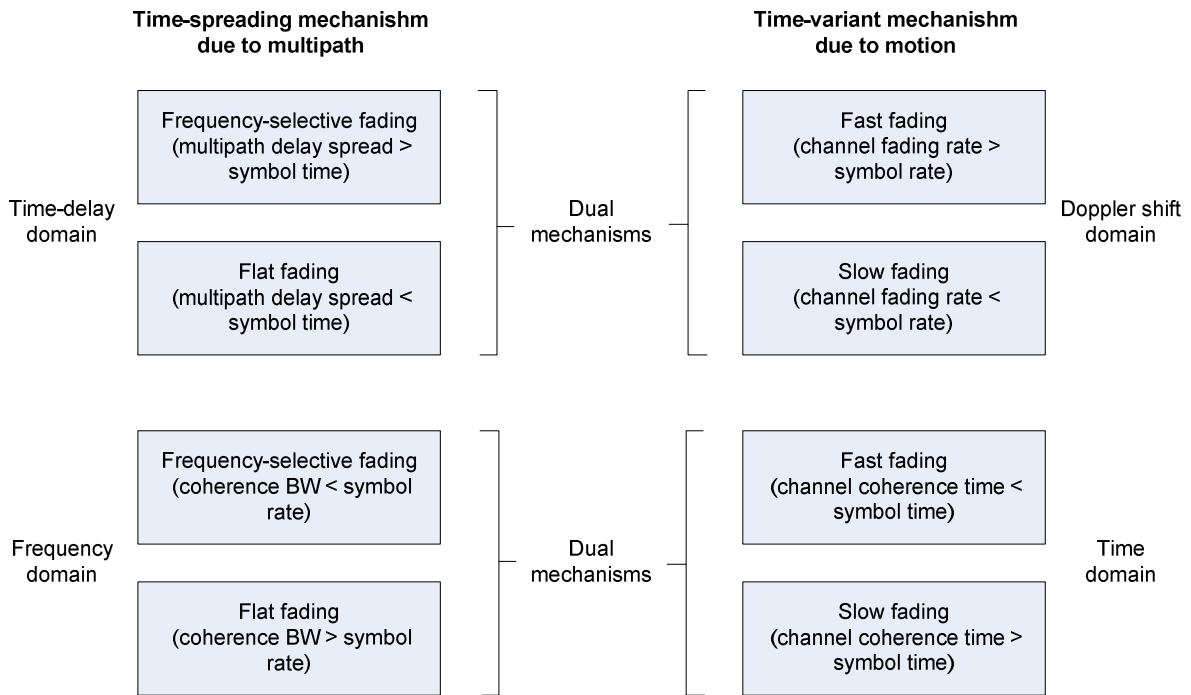 Time-spreading mechanishm
due to multipath
Time-variant mechanishm
due to motion
Frequency-selective fading
(multipath delay spread >
symbol time)
Fast fading
(channel fading rate >
symbol rate)
Time-delay
domain
Dual
mechanisms
Doppler shift
domain
Flat fading
(multipath delay spread <
symbol time)
Slow fading
(channel fading rate <
symbol rate)
Frequency-selective fading
(coherence BW < symbol
rate)
Fast fading
(channel coherence time <
symbol time)
Frequency
domain
Dual
mechanisms
Time
domain
Flat fading
(coherence BW > symbol
rate)
Slow fading
(channel coherence time >
symbol time)